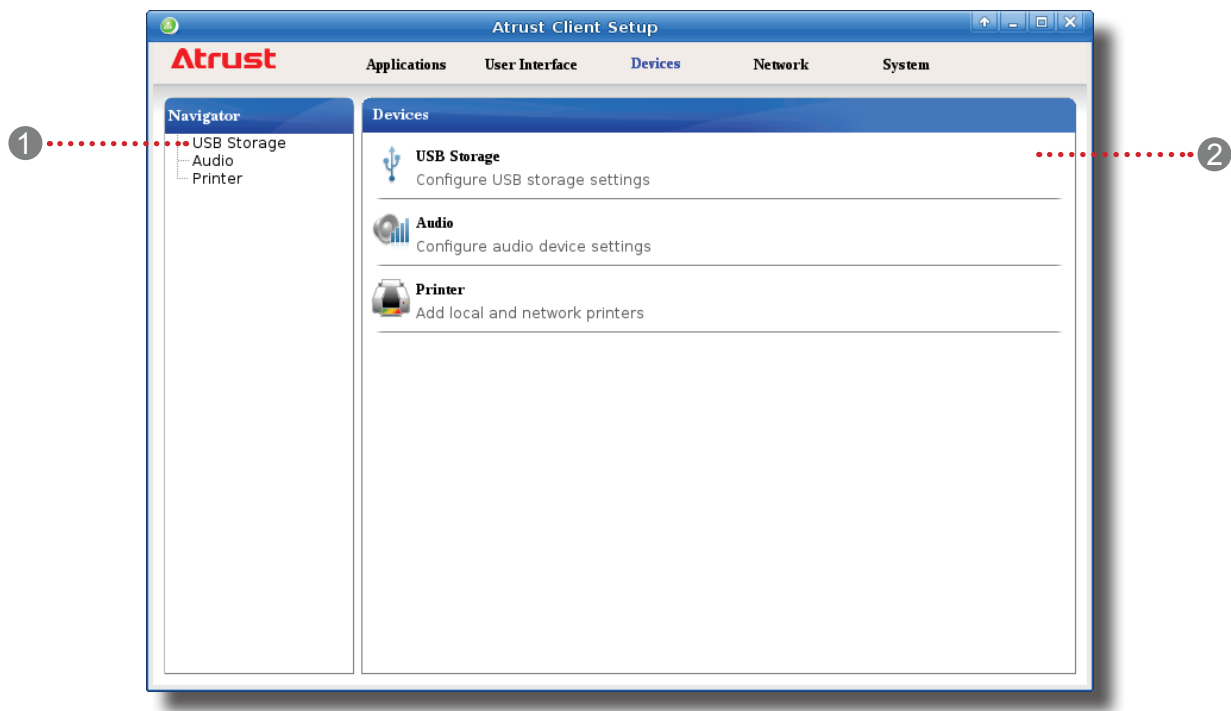 Atrust Client Setup
Atrust
Applications User Interface Devices Network System
Navigator
USB Storage
Audio
Printer
Devices
USB Storage
Configure USB storage settings
Audio
Configure audio device settings
Printer
Add local and network printers
1
2